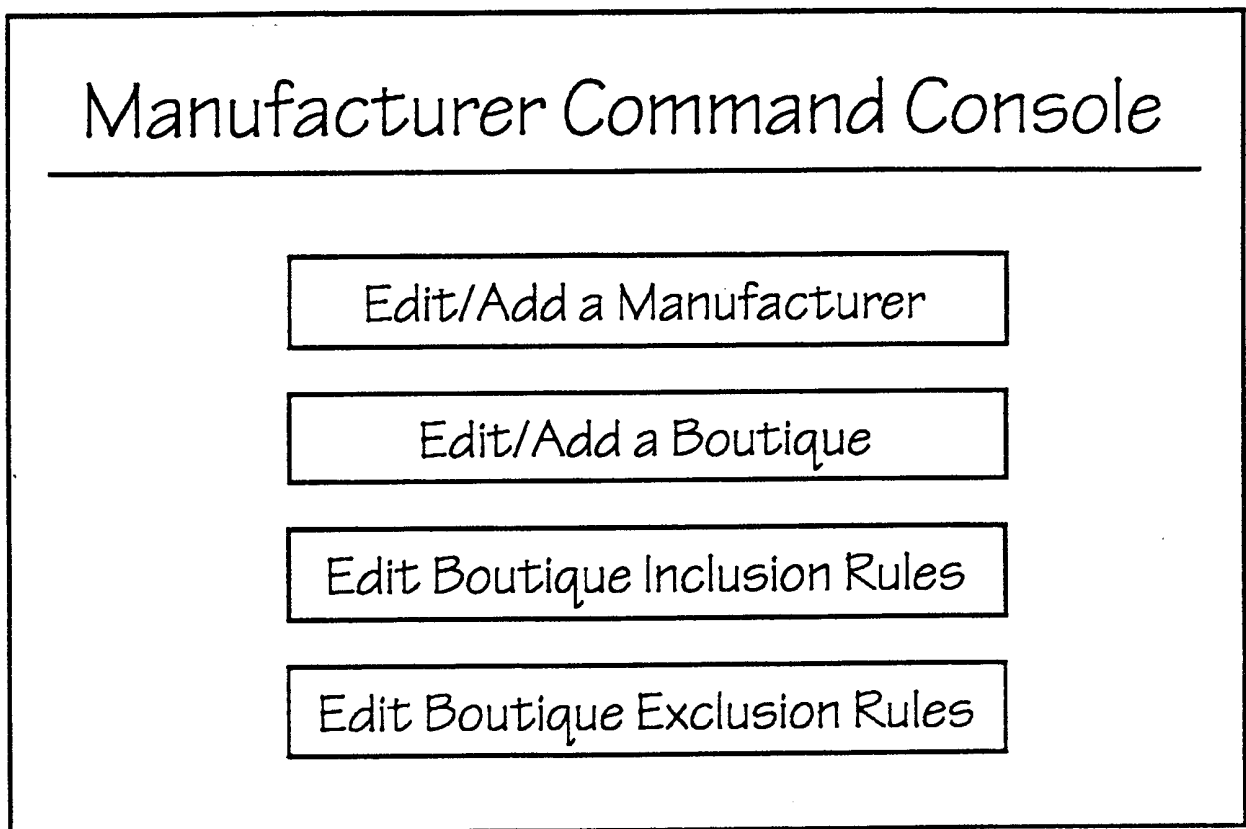 Manufacturer Command Console
Edit/Add a Manufacturer
Edit/Add a Boutique
Edit Boutique Inclusion Rules
Edit Boutique Exclusion Rules